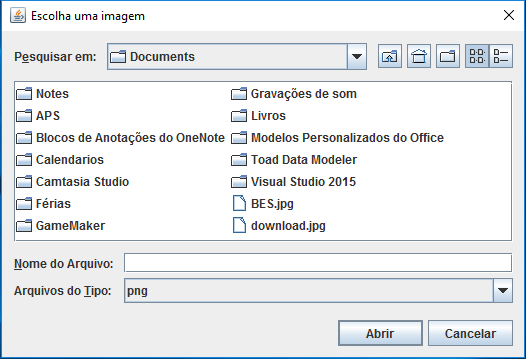 Escolha uma imagem
Pesquisar em: Documents
Notes
APS
Blocos de Anotações do OneNote
Calendarios
Camtasia Studio
Férias
GameMaker
Gravações de som
Livros
Modelos Personalizados do Office
Toad Data Modeler
Visual Studio 2015
BES.jpg
download.jpg
Nome do Arquivo:
Arquivos do Tipo: png
Abrir Cancelar